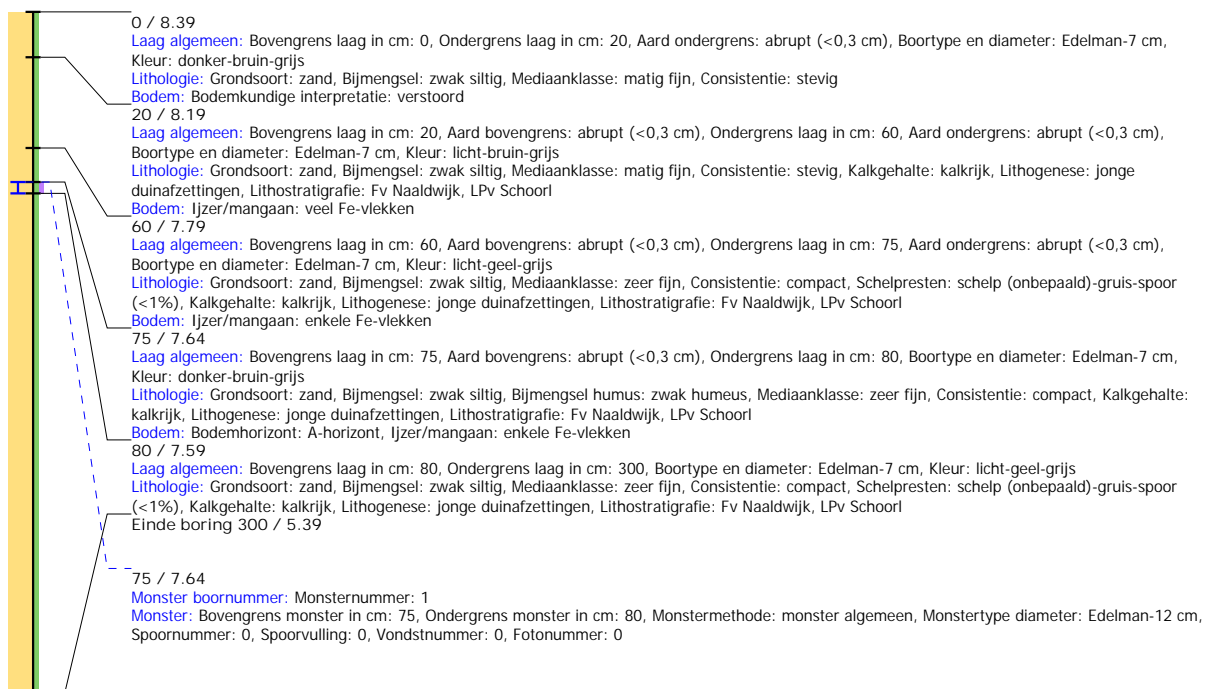 0 / 8.39
Laag algemeen: Bovengrens laag in cm: 0, Ondergrens laag in cm: 20, Aard ondergrens: abrupt (<0,3 cm), Boortype en diameter: Edelman-7 cm,
Kleur: donker-bruin-grijs
Lithologie: Grondsoort: zand, Bijmengsel: zwak siltig, Mediaanklasse: matig fijn, Consistentie: stevig
Bodem: Bodemkundige interpretatie: verstoord
20 / 8.19
Laag algemeen: Bovengrens laag in cm: 20, Aard bovengrens: abrupt (<0,3 cm), Ondergrens laag in cm: 60, Aard ondergrens: abrupt (<0,3 cm),
Boortype en diameter: Edelman-7 cm, Kleur: licht-bruin-grijs
Lithologie: Grondsoort: zand, Bijmengsel: zwak siltig, Mediaanklasse: matig fijn, Consistentie: stevig, Kalkgehalte: kalkrijk, Lithogenese: jonge
duinafzettingen, Lithostratigrafie: Fv Naaldwijk, LPv Schoorl
Bodem: Ijzer/mangaan: veel Fe-vlekken
60 / 7.79
Laag algemeen: Bovengrens laag in cm: 60, Aard bovengrens: abrupt (<0,3 cm), Ondergrens laag in cm: 75, Aard ondergrens: abrupt (<0,3 cm),
Boortype en diameter: Edelman-7 cm, Kleur: licht-geel-grijs
Lithologie: Grondsoort: zand, Bijmengsel: zwak siltig, Mediaanklasse: zeer fijn, Consistentie: compact, Schelpresten: schelp (onbepaald)-gruis-spoor
(<1%), Kalkgehalte: kalkrijk, Lithogenese: jonge duinafzettingen, Lithostratigrafie: Fv Naaldwijk, LPv Schoorl
Bodem: Ijzer/mangaan: enkele Fe-vlekken
75 / 7.64
Laag algemeen: Bovengrens laag in cm: 75, Aard bovengrens: abrupt (<0,3 cm), Ondergrens laag in cm: 80, Boortype en diameter: Edelman-7 cm,
Kleur: donker-bruin-grijs
Lithologie: Grondsoort: zand, Bijmengsel: zwak siltig, Bijmengsel humus: zwak humeus, Mediaanklasse: zeer fijn, Consistentie: compact, Kalkgehalte:
kalkrijk, Lithogenese: jonge duinafzettingen, Lithostratigrafie: Fv Naaldwijk, LPv Schoorl
Bodem: Bodemhorizont: A-horizont, Ijzer/mangaan: enkele Fe-vlekken
80 / 7.59
Laag algemeen: Bovengrens laag in cm: 80, Ondergrens laag in cm: 300, Boortype en diameter: Edelman-7 cm, Kleur: licht-geel-grijs
Lithologie: Grondsoort: zand, Bijmengsel: zwak siltig, Mediaanklasse: zeer fijn, Consistentie: compact, Schelpresten: schelp (onbepaald)-gruis-spoor
(<1%), Kalkgehalte: kalkrijk, Lithogenese: jonge duinafzettingen, Lithostratigrafie: Fv Naaldwijk, LPv Schoorl
Einde boring 300 / 5.39
75 / 7.64
Monster boornummer: Monsternummer: 1
Monster: Bovengrens monster in cm: 75, Ondergrens monster in cm: 80, Monstermethode: monster algemeen, Monstertype diameter: Edelman-12 cm,
Spoornummer: 0, Spoorvulling: 0, Vondstnummer: 0, Fotonummer: 0